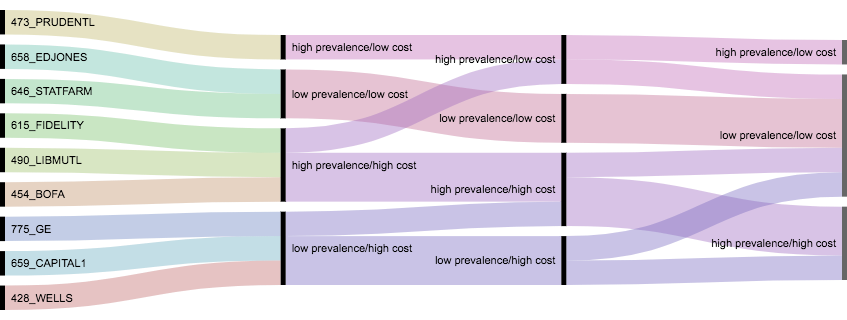 473_PRUDENTL
658_EDJONES
646_STATFARM
615_FIDELITY
490_LIBMUTL
454_BOFA
775_GE
659_CAPITAL1
428_WELLS
high prevalence/low cost
low prevalence/low cost
high prevalence/high cost
low prevalence/high cost
high prevalence/low cost
low prevalence/low cost
high prevalence/high cost
low prevalence/high cost
high prevalence/low cost
low prevalence/low cost
high prevalence/high cost